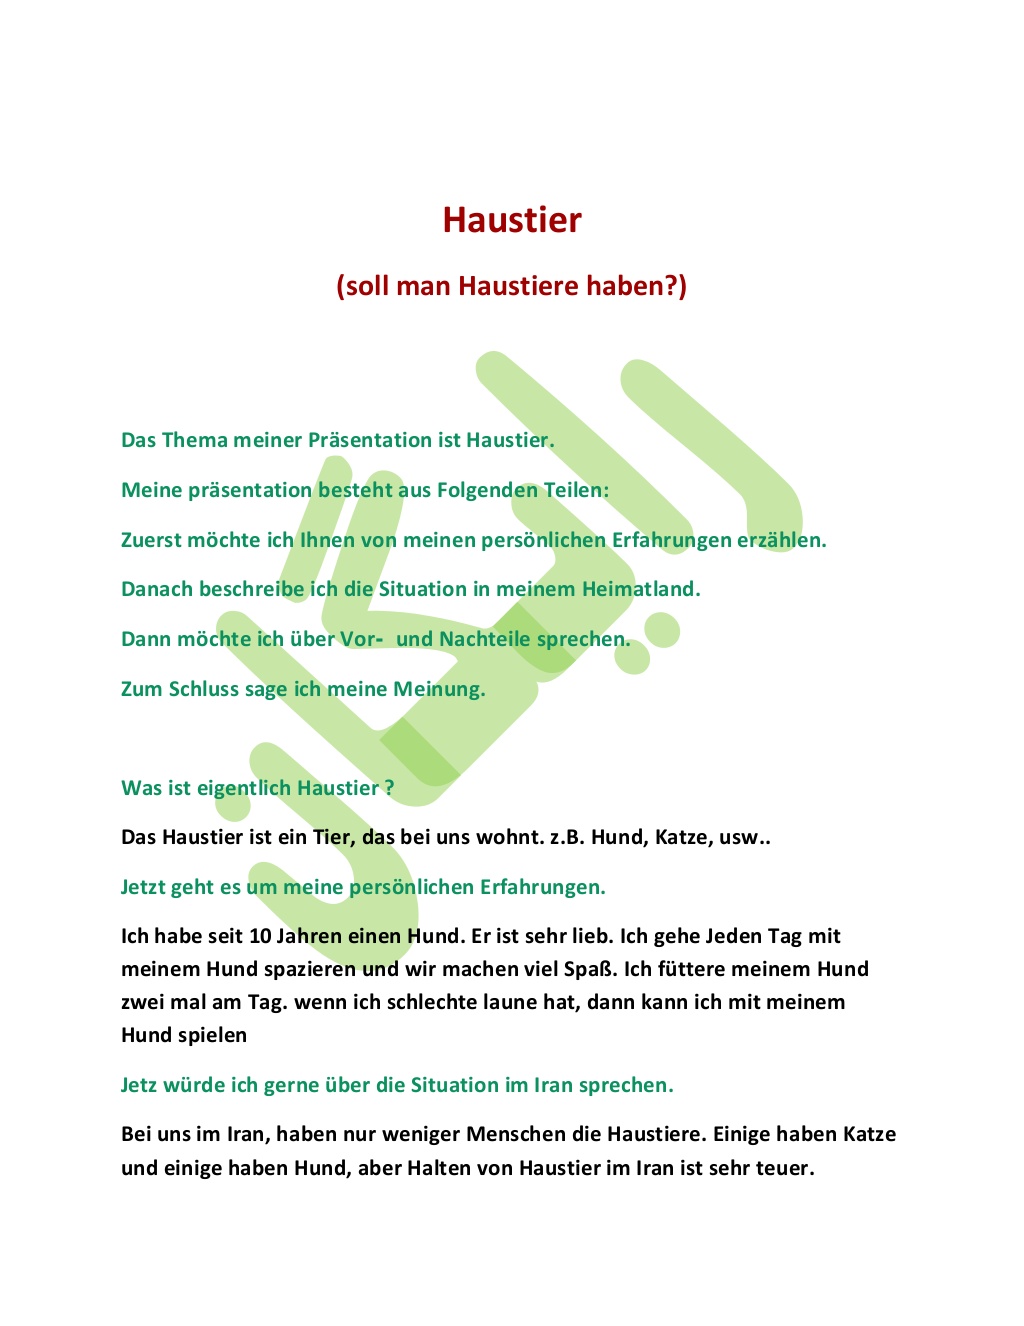 Haustier
(soll man Haustiere haben?)
Das Thema meiner Präsentation ist Haustier.
Meine präsentation besteht aus Folgenden Teilen:
Zuerst möchte ich Ihnen von meinen persönlichen Erfahrungen erzählen.
Danach beschreibe ich die Situation in meinem Heimatland.
Dann möchte ich über Vor-  und Nachteile sprechen.
Zum Schluss sage ich meine Meinung.
Was ist eigentlich Haustier ?
Das Haustier ist ein Tier, das bei uns wohnt. z.B. Hund, Katze, usw..
Jetzt geht es um meine persönlichen Erfahrungen.
Ich habe seit 10 Jahren einen Hund. Er ist sehr lieb. Ich gehe Jeden Tag mit
meinem Hund spazieren und wir machen viel Spaß. Ich füttere meinem Hund
zwei mal am Tag. wenn ich schlechte laune hat, dann kann ich mit meinem
Hund spielen
Jetz würde ich gerne über die Situation im Iran sprechen.
Bei uns im Iran, haben nur weniger Menschen die Haustiere. Einige haben Katze
und einige haben Hund, aber Halten von Haustier im Iran ist sehr teuer.